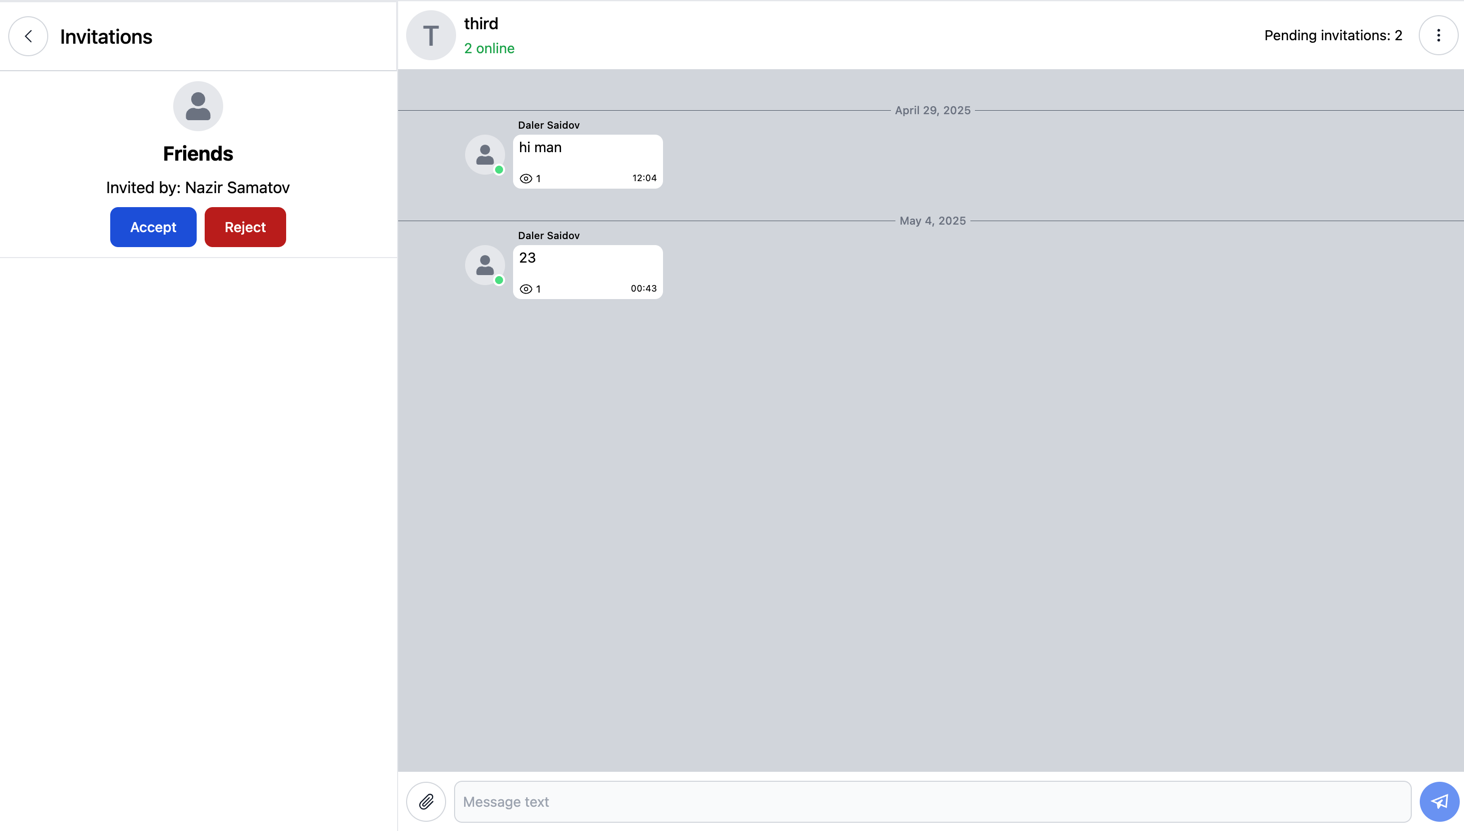 Invitations
Friends
Invited by: Nazir Samatov
Accept
Reject
T
third
2 online
Pending invitations: 2
April 29, 2025
Daler Saidov
hi man
1
12:04
May 4, 2025
Daler Saidov
23
1
00:43
Message text